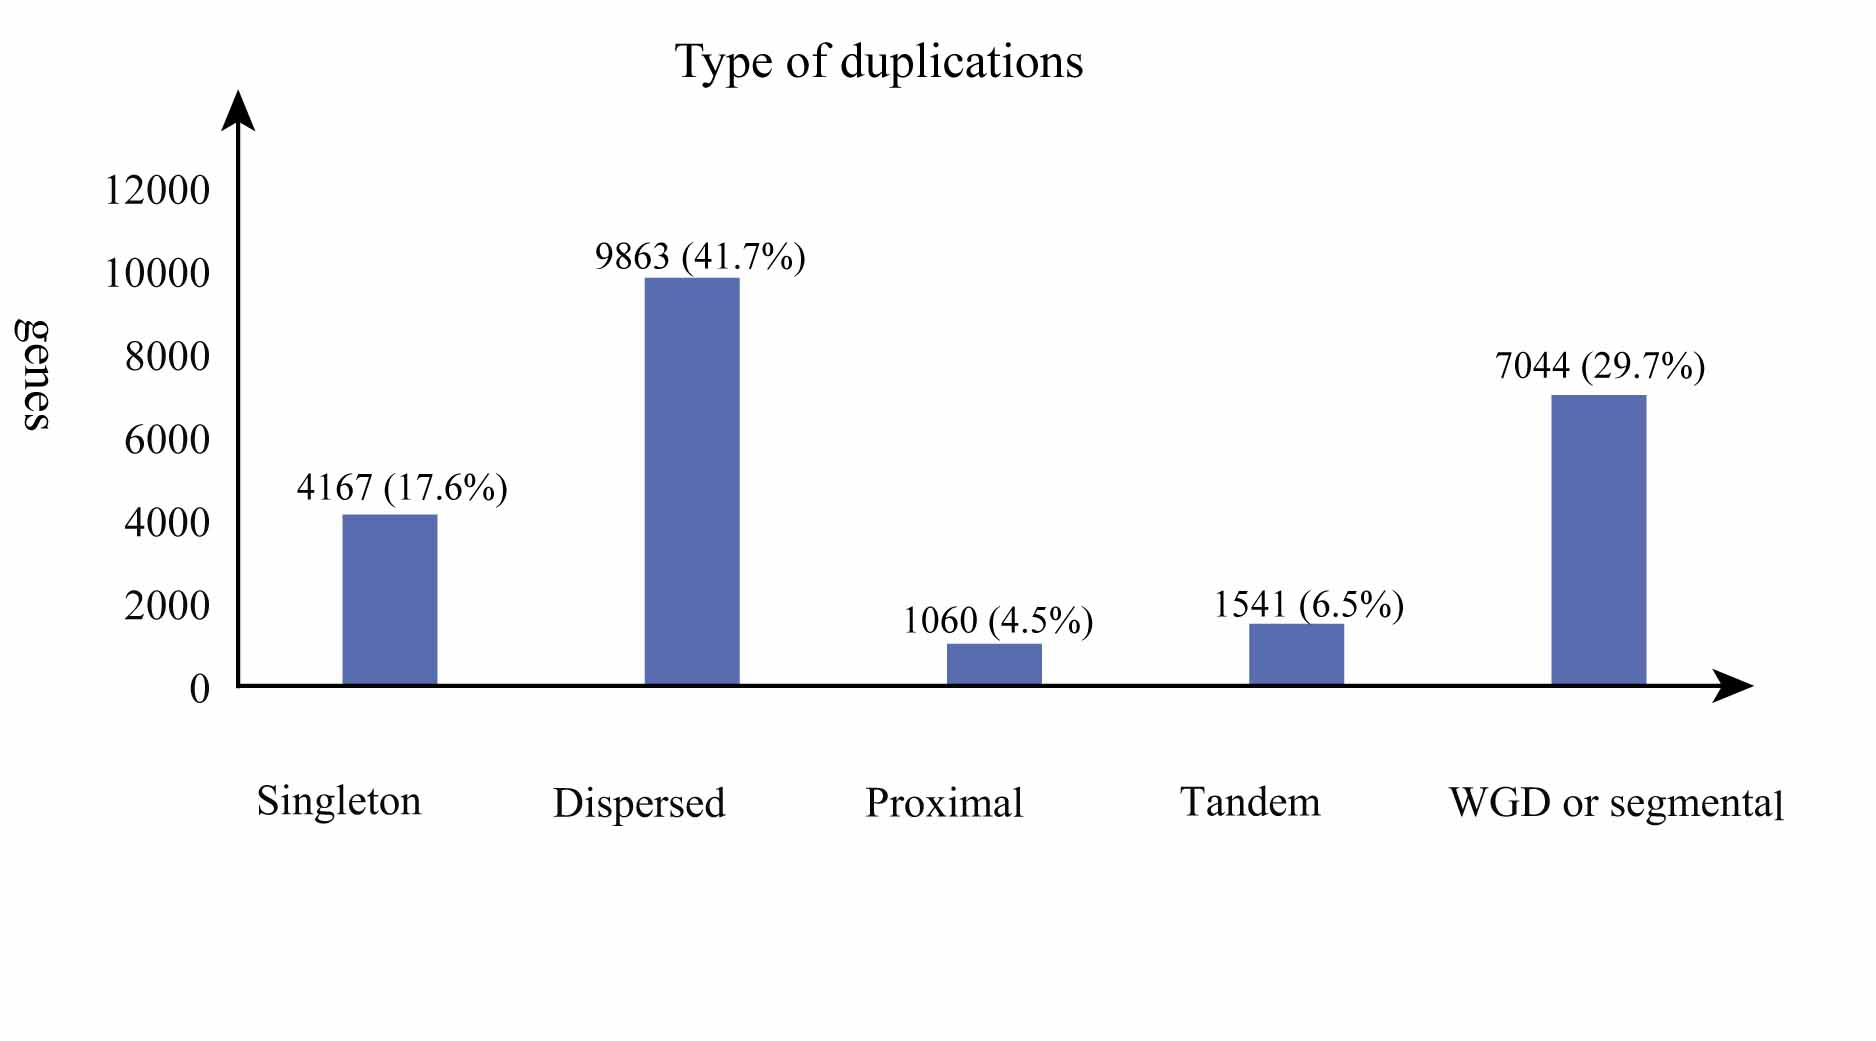 Type of duplications
genes
12000
10000
8000
6000
4000
2000
0
4167 (17.6%)
9863 (41.7%)
1060 (4.5%)
1541 (6.5%)
7044 (29.7%)
Singleton
Dispersed
Proximal
Tandem
WGD or segmental